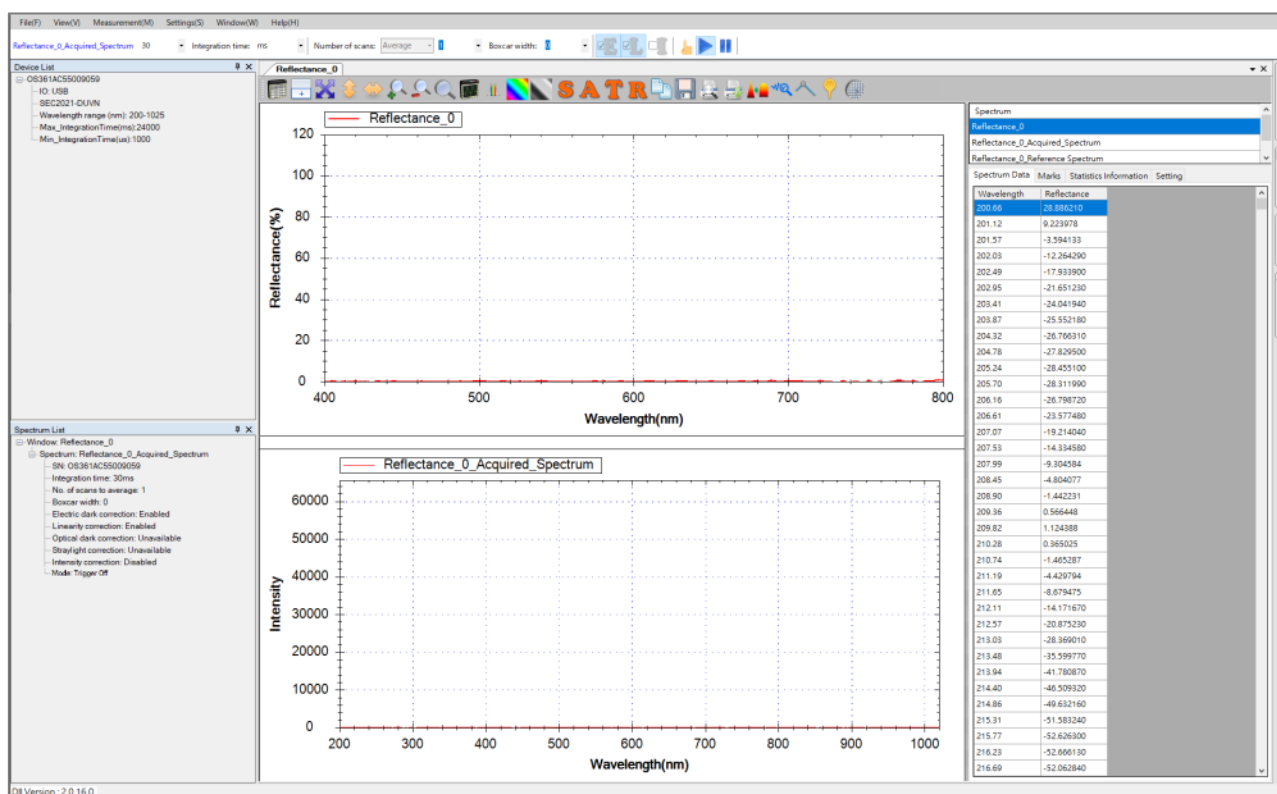 File(F) View(V) Measurement(M) Settings(S) Window(W) Help(H)
Reflectance_0_Acquired_Spectrum 30 Integration time: ms Number of scans: Average 1 Boxcar width: 0
Device List
OS361AC55009059
IO: USB
SEC2021-DUVN
Wavelength range (nm): 200-1025
Max_IntegrationTime(ms):24000
Min_IntegrationTime(us):1000
Spectrum List
Window: Reflectance_0
Spectrum: Reflectance_0_Acquired_Spectrum
SN: OS361AC55009059
Integration time: 30ms
No. of scans to average: 1
Boxcar width: 0
Electric dark correction: Enabled
Linearity correction: Enabled
Optical dark correction: Unavailable
Straylight correction: Unavailable
Intensity correction: Disabled
Mode: Trigger Off
Reflectance_0
S A T R
Reflectance_0
Reflectance(%)
120
100
80
60
40
20
0
400 500 600 700 800
Wavelength(nm)
Reflectance_0_Acquired_Spectrum
Intensity
60000
50000
40000
30000
20000
10000
0
200 300 400 500 600 700 800 900 1000
Wavelength(nm)
Spectrum
Reflectance_0
Reflectance_0_Acquired_Spectrum
Reflectance_0_Reference Spectrum
Spectrum Data Marks Statistics Information Setting
Wavelength Reflectance
200.66 28.886210
201.12 9.223978
201.57 -3.594133
202.03 -12.264290
202.49 -17.933900
202.95 -21.651230
203.41 -24.041940
203.87 -25.552180
204.32 -26.766310
204.78 -27.829500
205.24 -28.455100
205.70 -28.311990
206.16 -26.798720
206.61 -23.577480
207.07 -19.214040
207.53 -14.334580
207.99 -9.304584
208.45 -4.804077
208.90 -1.442231
209.36 0.566448
209.82 1.124388
210.28 0.365025
210.74 -1.465287
211.19 -4.429794
211.65 -8.679475
212.11 -14.171670
212.57 -20.875230
213.03 -28.369010
213.48 -35.599770
213.94 -41.780870
214.40 -46.509320
214.86 -49.632160
215.31 -51.583240
215.77 -52.626300
216.23 -52.666130
216.69 -52.062840
Dll Version : 2.0.16.0